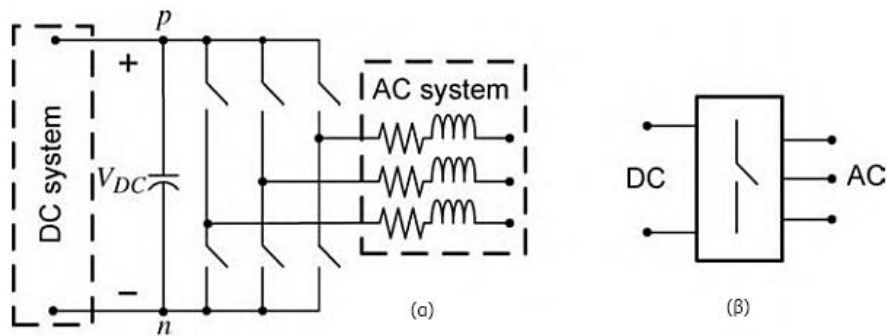 p
+
DC system
V_DC
−
n
AC system
(α)
DC
AC
(β)